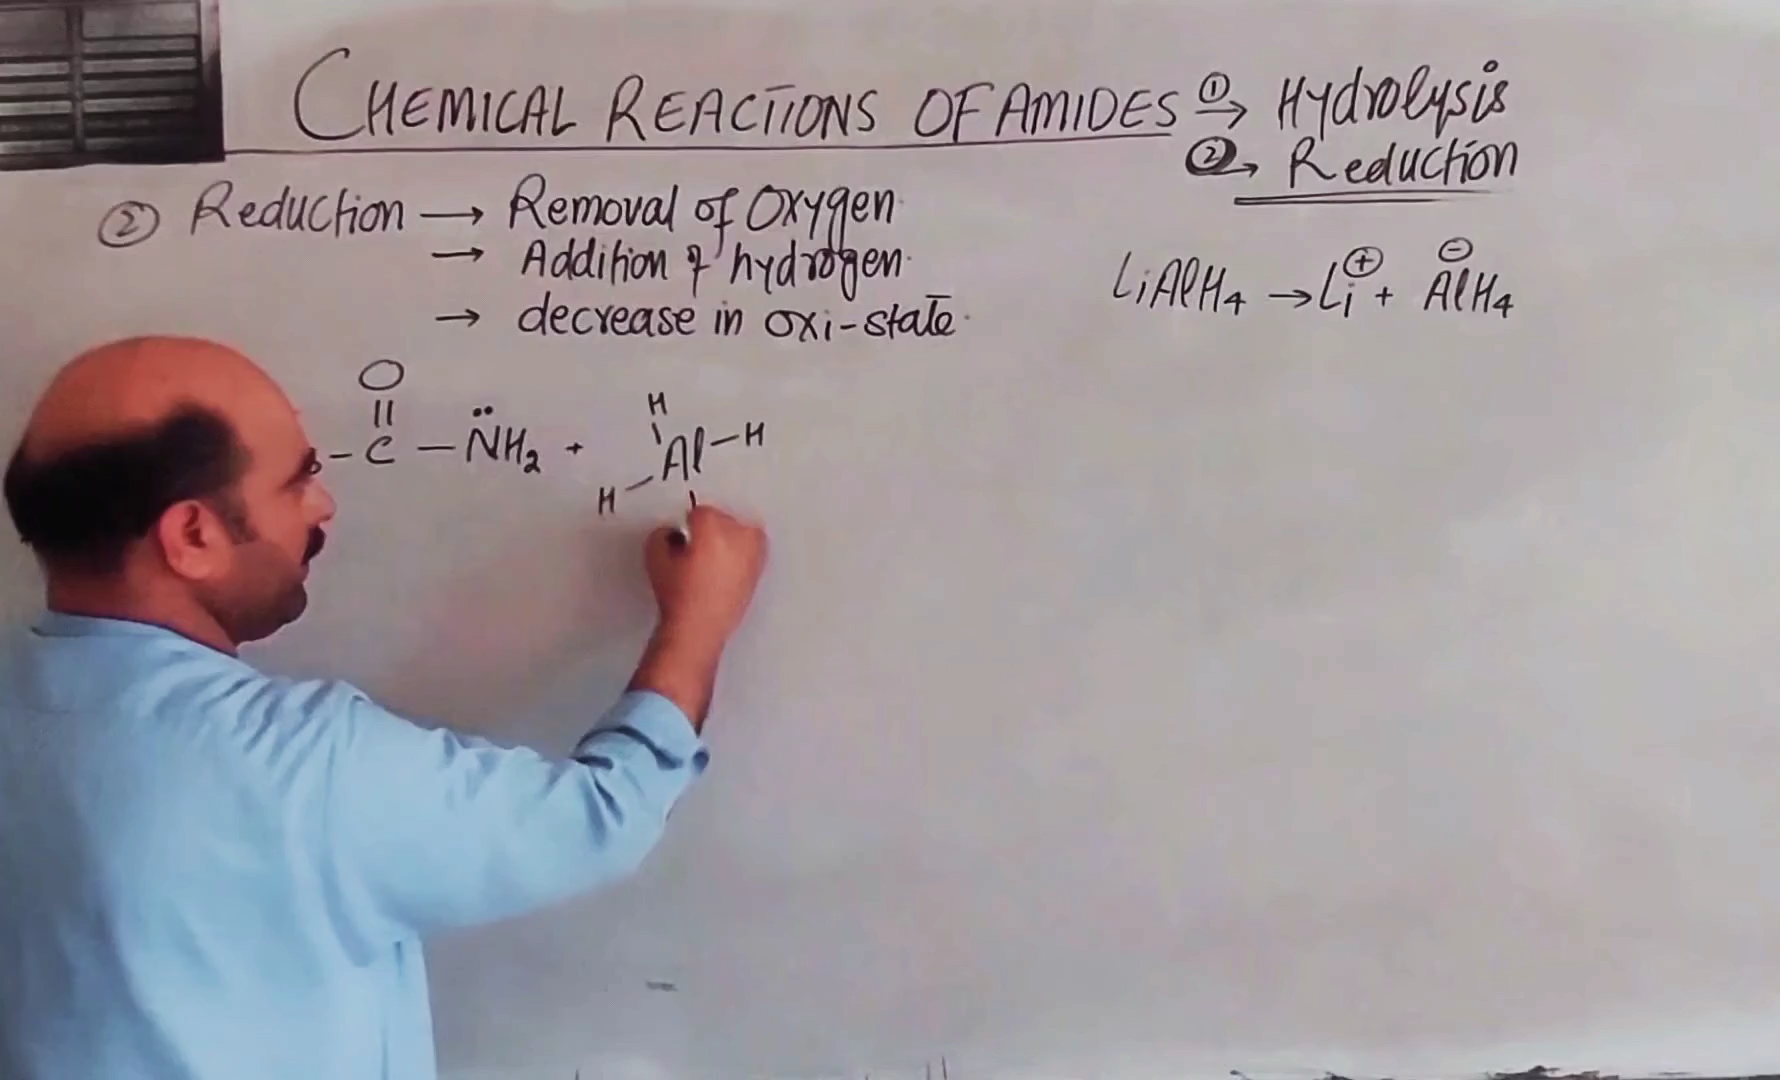 CHEMICAL REACTIONS OF AMIDES ① → Hydrolysis
② → Reduction
② Reduction → Removal of Oxygen
→ Addition of hydrogen
→ decrease in oxi-state
LiAlH4 → Li⊕ + AlH4⊖
O
||
- C - N̈H2 +
H
Al - H
H